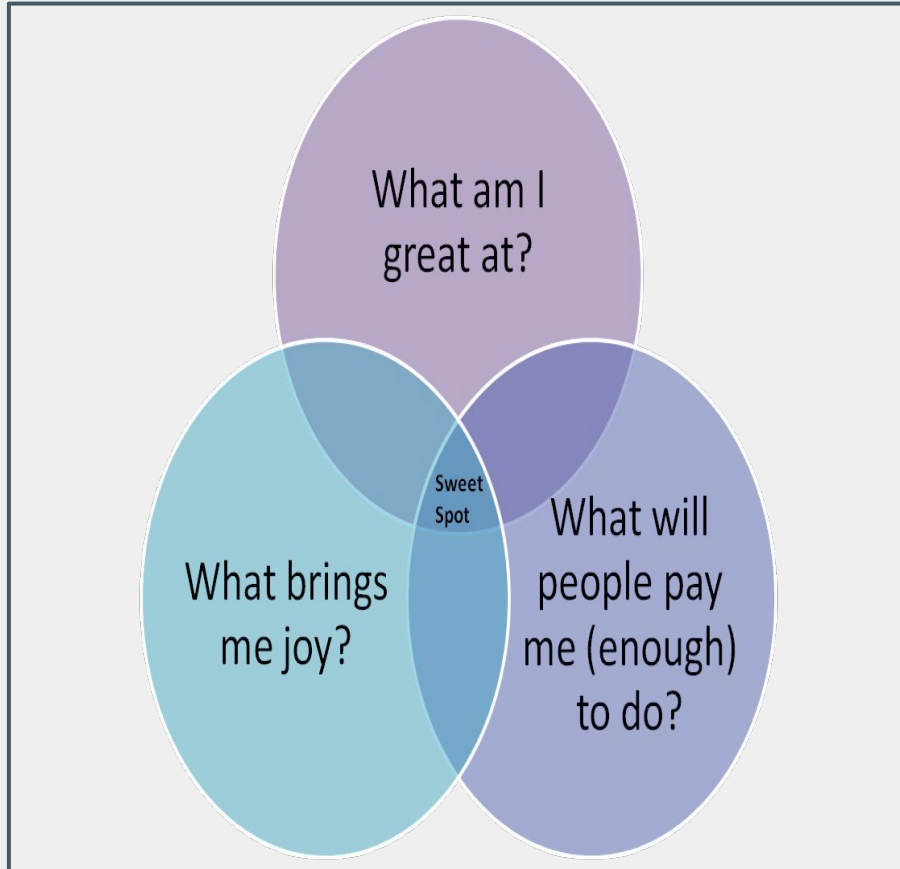 What am I
great at?
Sweet
Spot
What brings
me joy?
What will
people pay
me (enough)
to do?